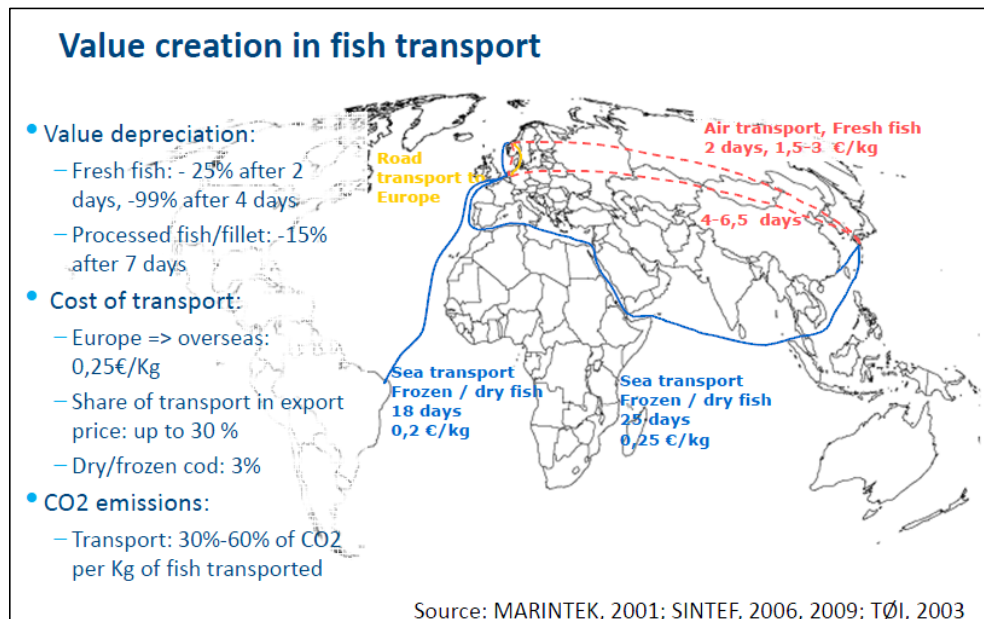 Value creation in fish transport
• Value depreciation:
– Fresh fish: - 25% after 2
days, -99% after 4 days
– Processed fish/fillet: -15%
after 7 days
• Cost of transport:
– Europe => overseas:
0,25€/Kg
– Share of transport in export
price: up to 30 %
– Dry/frozen cod: 3%
• CO2 emissions:
– Transport: 30%-60% of CO2
per Kg of fish transported
Road
transport to
Europe
Air transport, Fresh fish
2 days, 1,5-3 €/kg
4-6,5 days
Sea transport
Frozen / dry fish
18 days
0,2 €/kg
Sea transport
Frozen / dry fish
25 days
0,25 €/kg
Source: MARINTEK, 2001; SINTEF, 2006, 2009; TØI, 2003